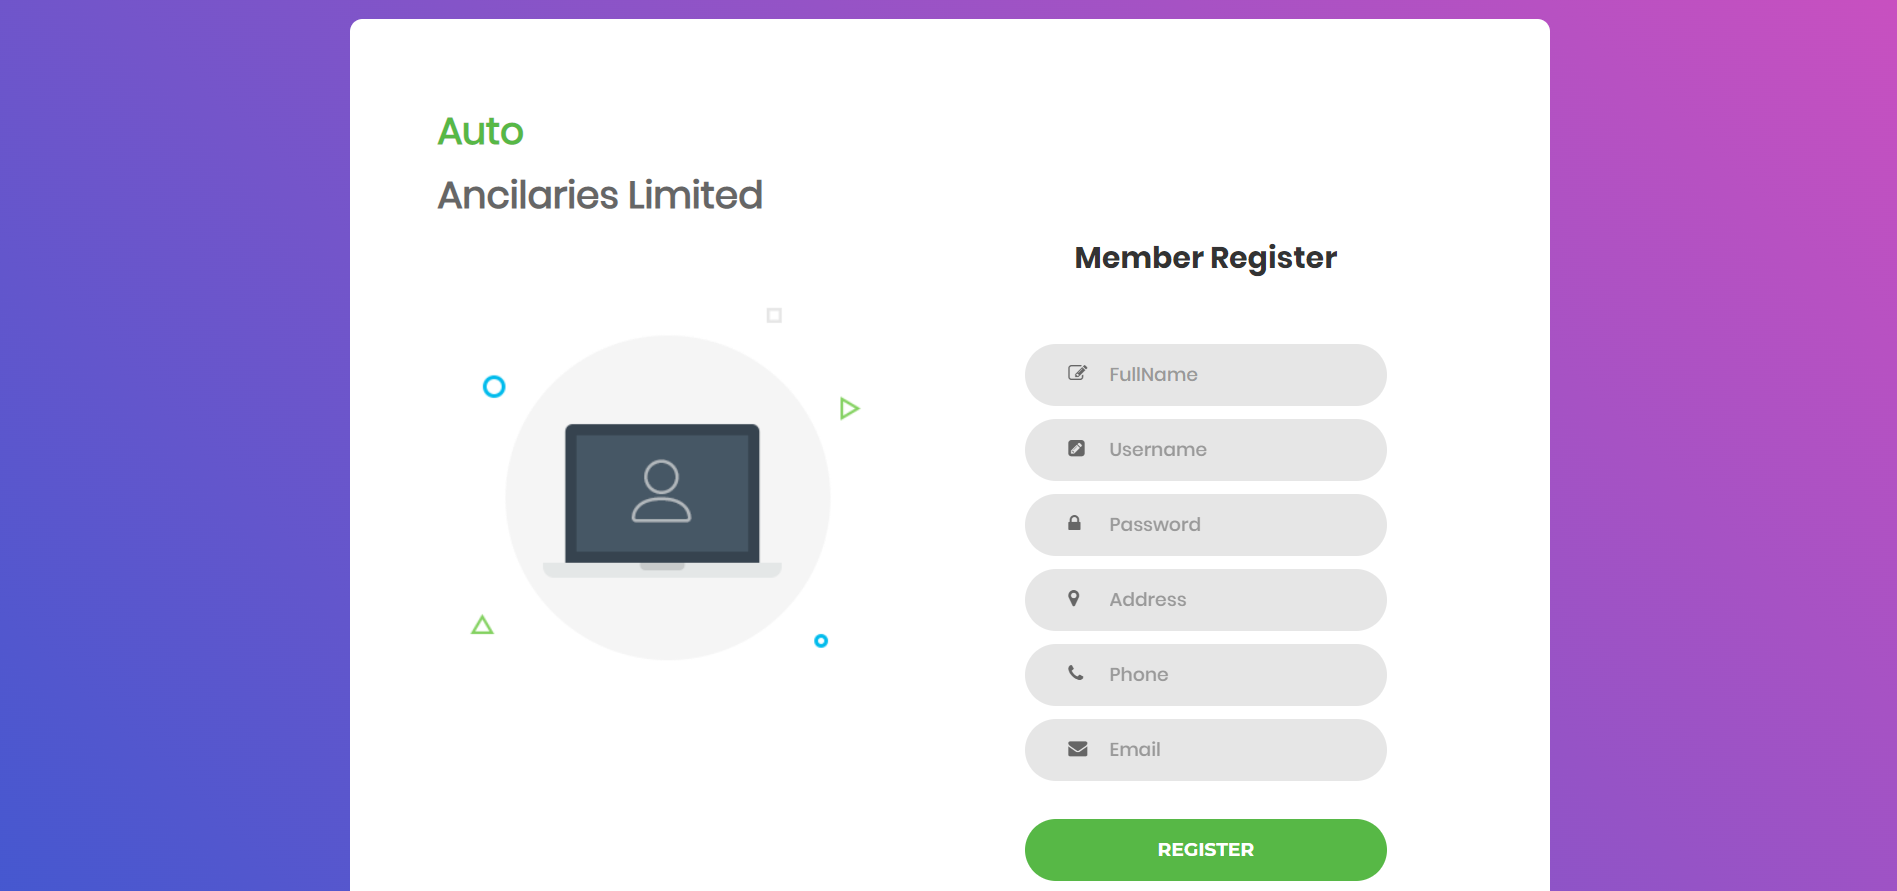 Auto
Ancilaries Limited
Member Register
FullName
Username
Password
Address
Phone
Email
REGISTER